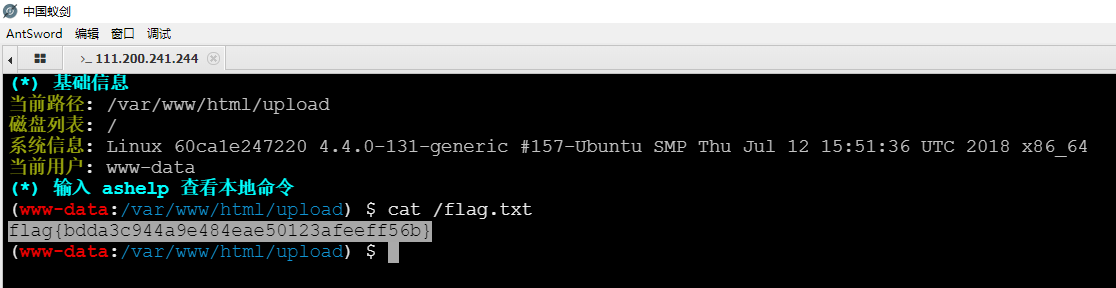 中国蚁剑
AntSword 编辑 窗口 调试
>_ 111.200.241.244
(*) 基础信息
当前路径: /var/www/html/upload
磁盘列表: /
系统信息: Linux 60ca1e247220 4.4.0-131-generic #157-Ubuntu SMP Thu Jul 12 15:51:36 UTC 2018 x86_64
当前用户: www-data
(*) 输入 ashelp 查看本地命令
(www-data:/var/www/html/upload) $ cat /flag.txt
flag{bdda3c944a9e484eae50123afeeff56b}
(www-data:/var/www/html/upload) $